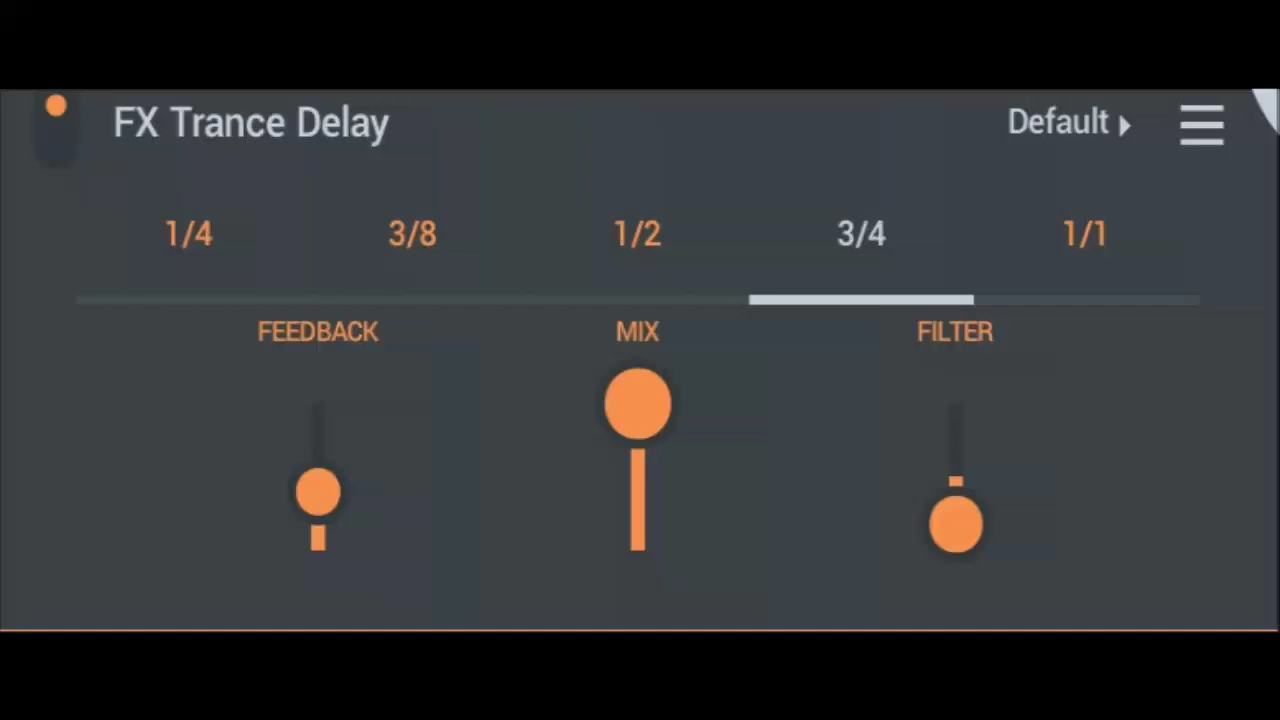 FX Trance Delay
Default
1/4 3/8 1/2 3/4 1/1
FEEDBACK MIX FILTER